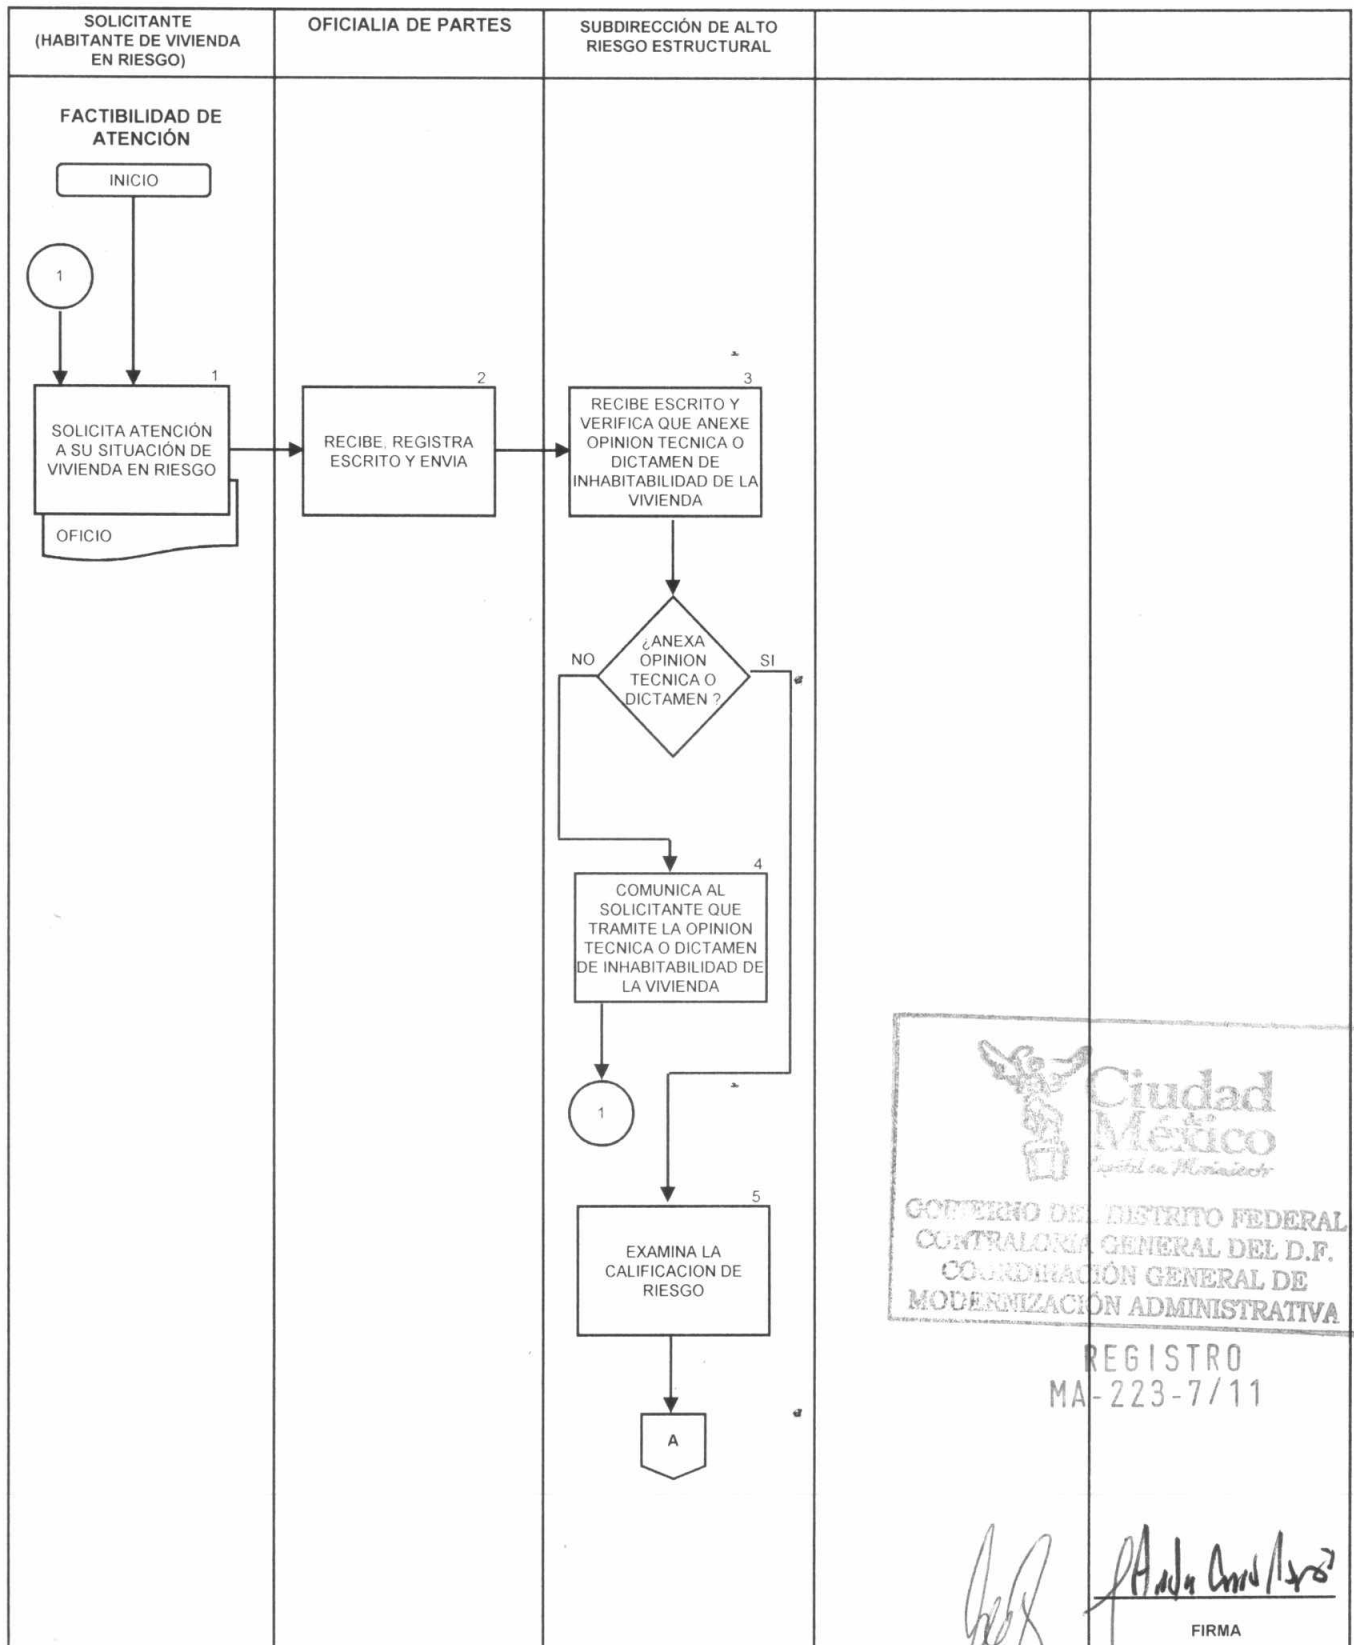 SOLICITANTE
(HABITANTE DE VIVIENDA
EN RIESGO)
OFICIALIA DE PARTES
SUBDIRECCIÓN DE ALTO
RIESGO ESTRUCTURAL
FACTIBILIDAD DE
ATENCIÓN
INICIO
1
1
SOLICITA ATENCIÓN
A SU SITUACIÓN DE
VIVIENDA EN RIESGO
OFICIO
2
RECIBE, REGISTRA
ESCRITO Y ENVIA
3
RECIBE ESCRITO Y
VERIFICA QUE ANEXE
OPINION TECNICA O
DICTAMEN DE
INHABITABILIDAD DE LA
VIVIENDA
¿ANEXA
OPINION
TECNICA O
DICTAMEN ?
NO
SI
4
COMUNICA AL
SOLICITANTE QUE
TRAMITE LA OPINION
TECNICA O DICTAMEN
DE INHABITABILIDAD DE
LA VIVIENDA
1
5
EXAMINA LA
CALIFICACION DE
RIESGO
A
Ciudad
de
México
Capital en Movimiento
GOBIERNO DEL DISTRITO FEDERAL
CONTRALORÍA GENERAL DEL D.F.
COORDINACIÓN GENERAL DE
MODERNIZACIÓN ADMINISTRATIVA
REGISTRO
MA-223-7/11
FIRMA